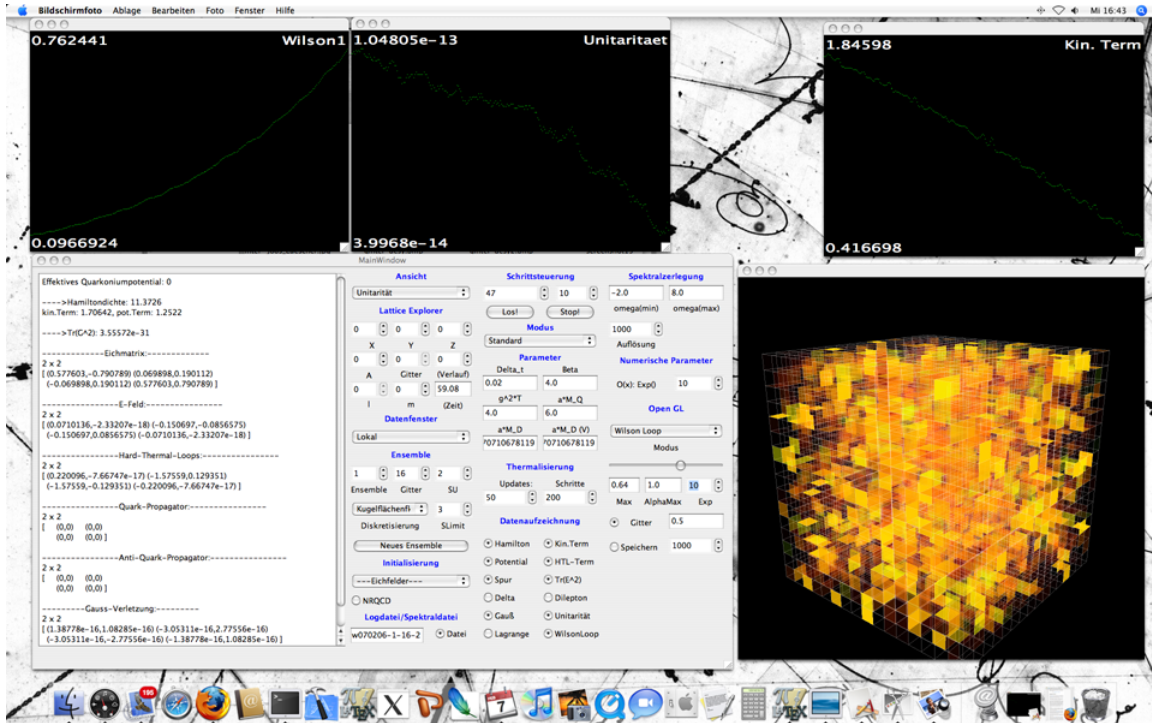 Bildschirmfoto Ablage Bearbeiten Foto Fenster Hilfe Mi 16:43
0.762441 Wilson1
0.0966924
1.04805e-13 Unitaritaet
3.9968e-14
1.84598 Kin. Term
0.416698
MainWindow
Effektives Quarkoniumpotential: 0
---->Hamiltondichte: 11.3726
kin.Term: 1.70642, pot.Term: 1.2522
---->Tr(G^2): 3.55572e-31
--------------Eichmatrix:--------------
2 x 2
[ (0.577603,-0.790789) (0.069898,0.190112)
(-0.069898,0.190112) (0.577603,0.790789) ]
----------------E-Feld:-----------------
2 x 2
[ (0.0710136,-2.33207e-18) (-0.150697,-0.0856575)
(-0.150697,0.0856575) (-0.0710136,-2.33207e-18) ]
----------------Hard-Thermal-Loops:-----------------
2 x 2
[ (0.220096,-7.66747e-17) (-1.57559,0.129351)
(-1.57559,-0.129351) (-0.220096,-7.66747e-17) ]
----------------Quark-Propagator:-----------------
2 x 2
[ (0,0) (0,0)
(0,0) (0,0) ]
----------------Anti-Quark-Propagator:-----------------
2 x 2
[ (0,0) (0,0)
(0,0) (0,0) ]
---------Gauss-Verletzung:---------
2 x 2
[ (1.38778e-16,1.08285e-16) (-3.05311e-16,2.77556e-16)
(-3.05311e-16,-2.77556e-16) (-1.38778e-16,1.08285e-16) ]
Ansicht
Unitarität
Lattice Explorer
0 0 0
X Y Z
0 0 0
A Gitter (Verlauf)
0 0 59.08
l m (Zeit)
Datenfenster
Lokal
Ensemble
1 16 2
Ensemble Gitter SU
Kugelflächenfl 3
Diskretisierung SLimit
Neues Ensemble
Initialisierung
---Eichfelder---
NRQCD
Logdatei/Spektraldatei
w070206-1-16-2 Datei
Schrittsteuerung
47 10
Los! Stop!
Modus
Standard
Parameter
Delta_t Beta
0.02 4.0
g^2*T a*M_Q
4.0 6.0
a*M_D a*M_D (V)
70710678119 70710678119
Thermalisierung
Updates: Schritte
50 200
Datenaufzeichnung
Hamilton Kin.Term
Potential HTL-Term
Spur Tr(E^2)
Delta Dilepton
Gauß Unitarität
Lagrange WilsonLoop
Spektralzerlegung
-2.0 8.0
omega(min) omega(max)
1000
Auflösung
Numerische Parameter
O(x): Exp() 10
Open GL
Wilson Loop
Modus
0.64 1.0 10
Max AlphaMax Exp
Gitter 0.5
Speichern 1000
195
7